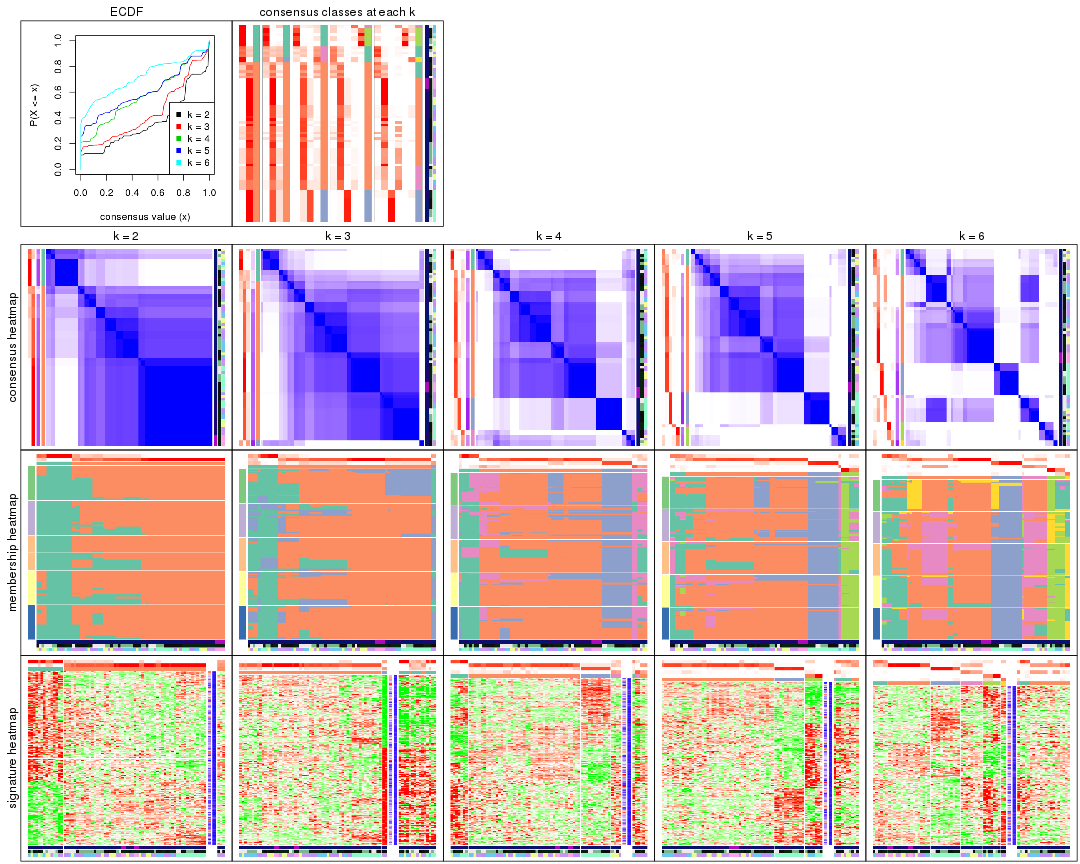 ECDF
consensus classes at each k
P(X <= x)
1.0
0.8
0.6
0.4
0.2
0.0
k = 2
k = 3
k = 4
k = 5
k = 6
0.0 0.2 0.4 0.6 0.8 1.0
consensus value (x)
k = 2 k = 3 k = 4 k = 5 k = 6
consensus heatmap
membership heatmap
signature heatmap